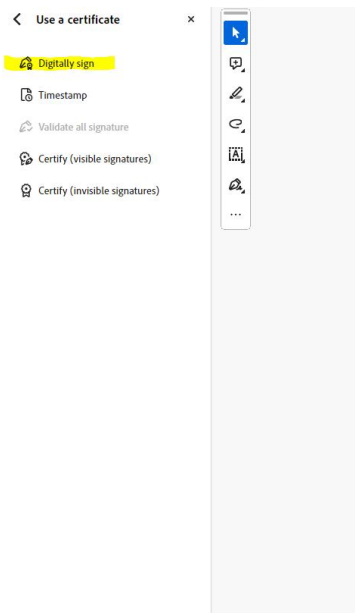 Use a certificate
Digitally sign
Timestamp
Validate all signature
Certify (visible signatures)
Certify (invisible signatures)